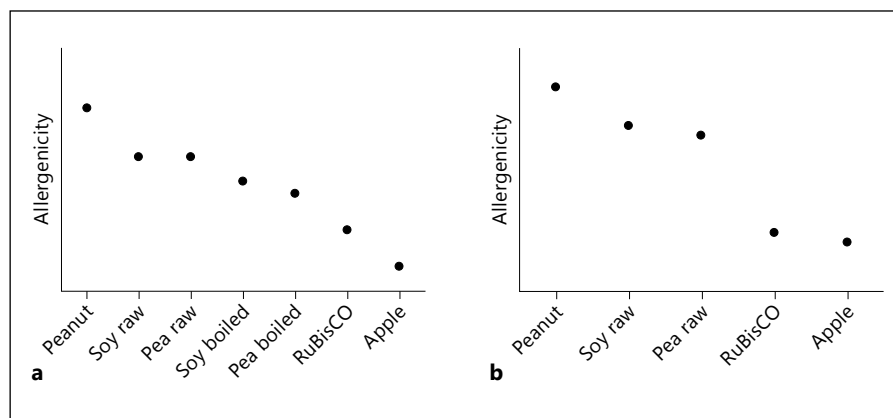 Allergenicity
Peanut
Soy raw
Pea raw
Soy boiled
Pea boiled
RuBisCO
Apple
a
Allergenicity
Peanut
Soy raw
Pea raw
RuBisCO
Apple
b